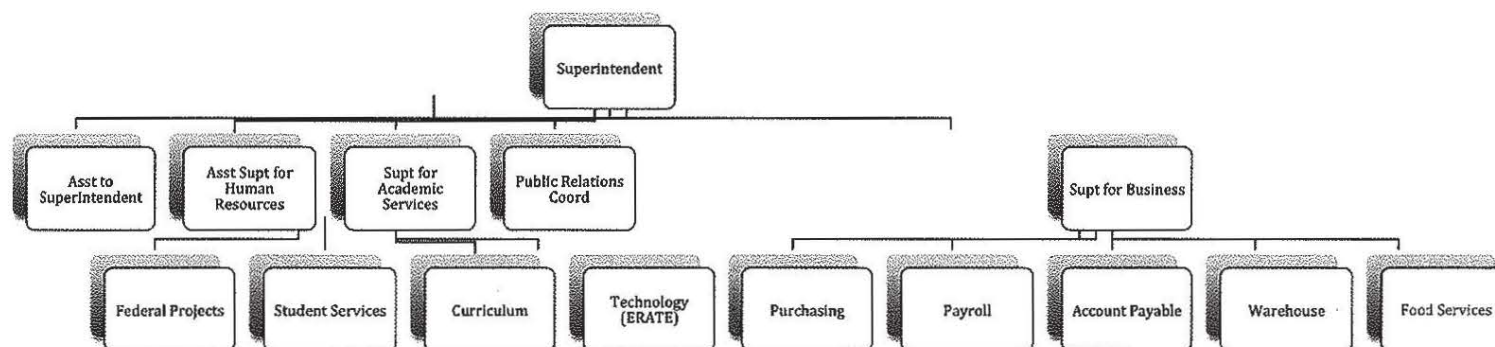 Superintendent
Asst to
Superintendent
Asst Supt for
Human
Resources
Supt for
Academic
Services
Public Relations
Coord
Supt for Business
Federal Projects
Student Services
Curriculum
Technology
(ERATE)
Purchasing
Payroll
Account Payable
Warehouse
Food Services